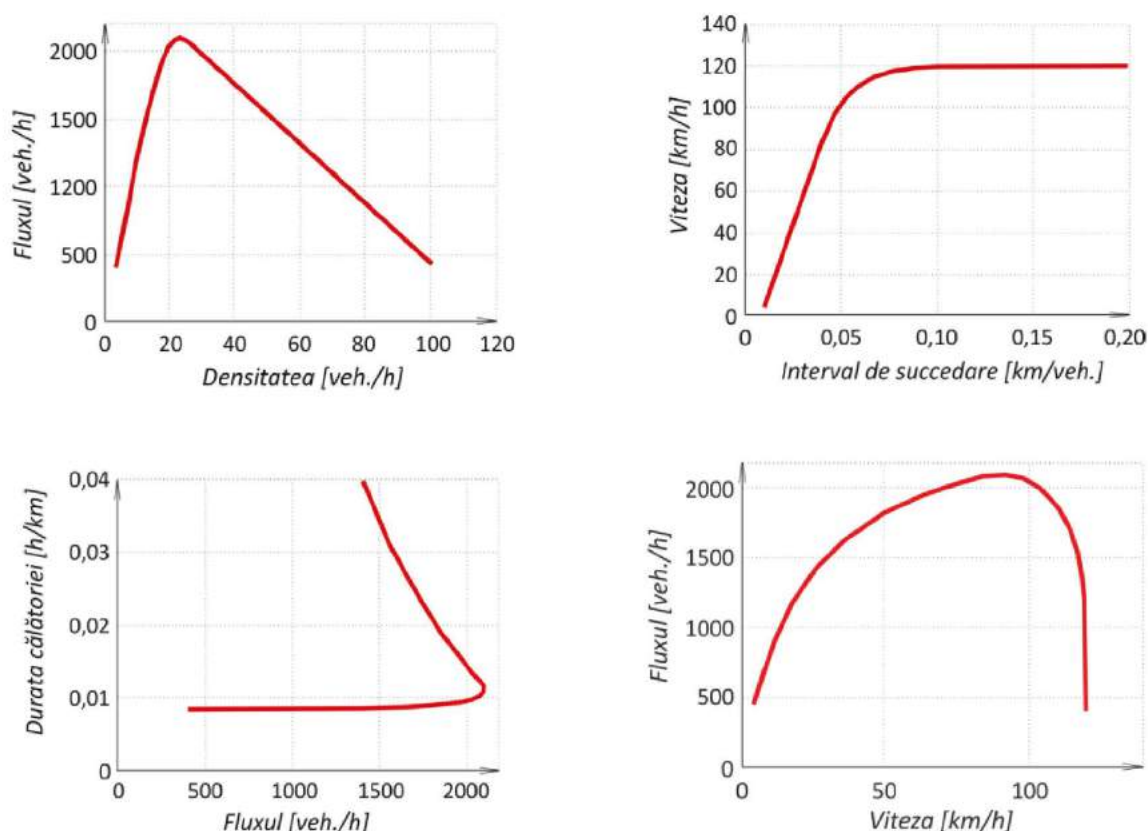 2000
1500
1200
500
0
Fluxul [veh./h]
0 20 40 60 80 100 120
Densitatea [veh./h]
140
120
100
80
60
40
20
0
Viteza [km/h]
0 0,05 0,10 0,15 0,20
Interval de succedare [km/veh.]
0,04
0,03
0,02
0,01
0
Durata călătoriei [h/km]
0 500 1000 1500 2000
Fluxul [veh./h]
2000
1500
1000
500
0
Fluxul [veh./h]
0 50 100
Viteza [km/h]